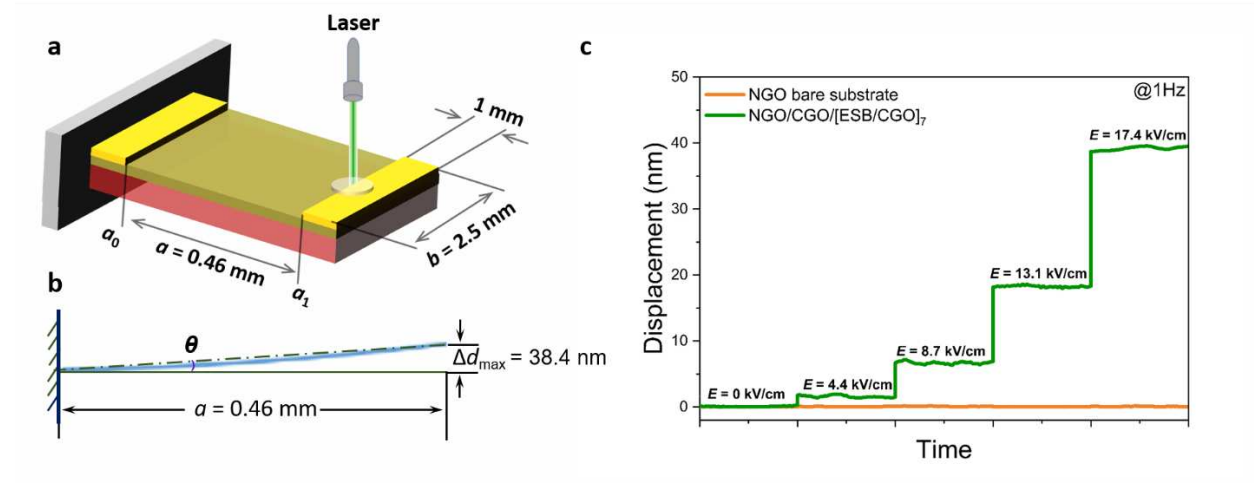 a
Laser
1 mm
b = 2.5 mm
a₀
a = 0.46 mm
a₁
b
θ
Δdmax = 38.4 nm
a = 0.46 mm
c
@1Hz
NGO bare substrate
NGO/CGO/[ESB/CGO]₇
Displacement (nm)
50
40
30
20
10
0
E = 0 kV/cm
E = 4.4 kV/cm
E = 8.7 kV/cm
E = 13.1 kV/cm
E = 17.4 kV/cm
Time